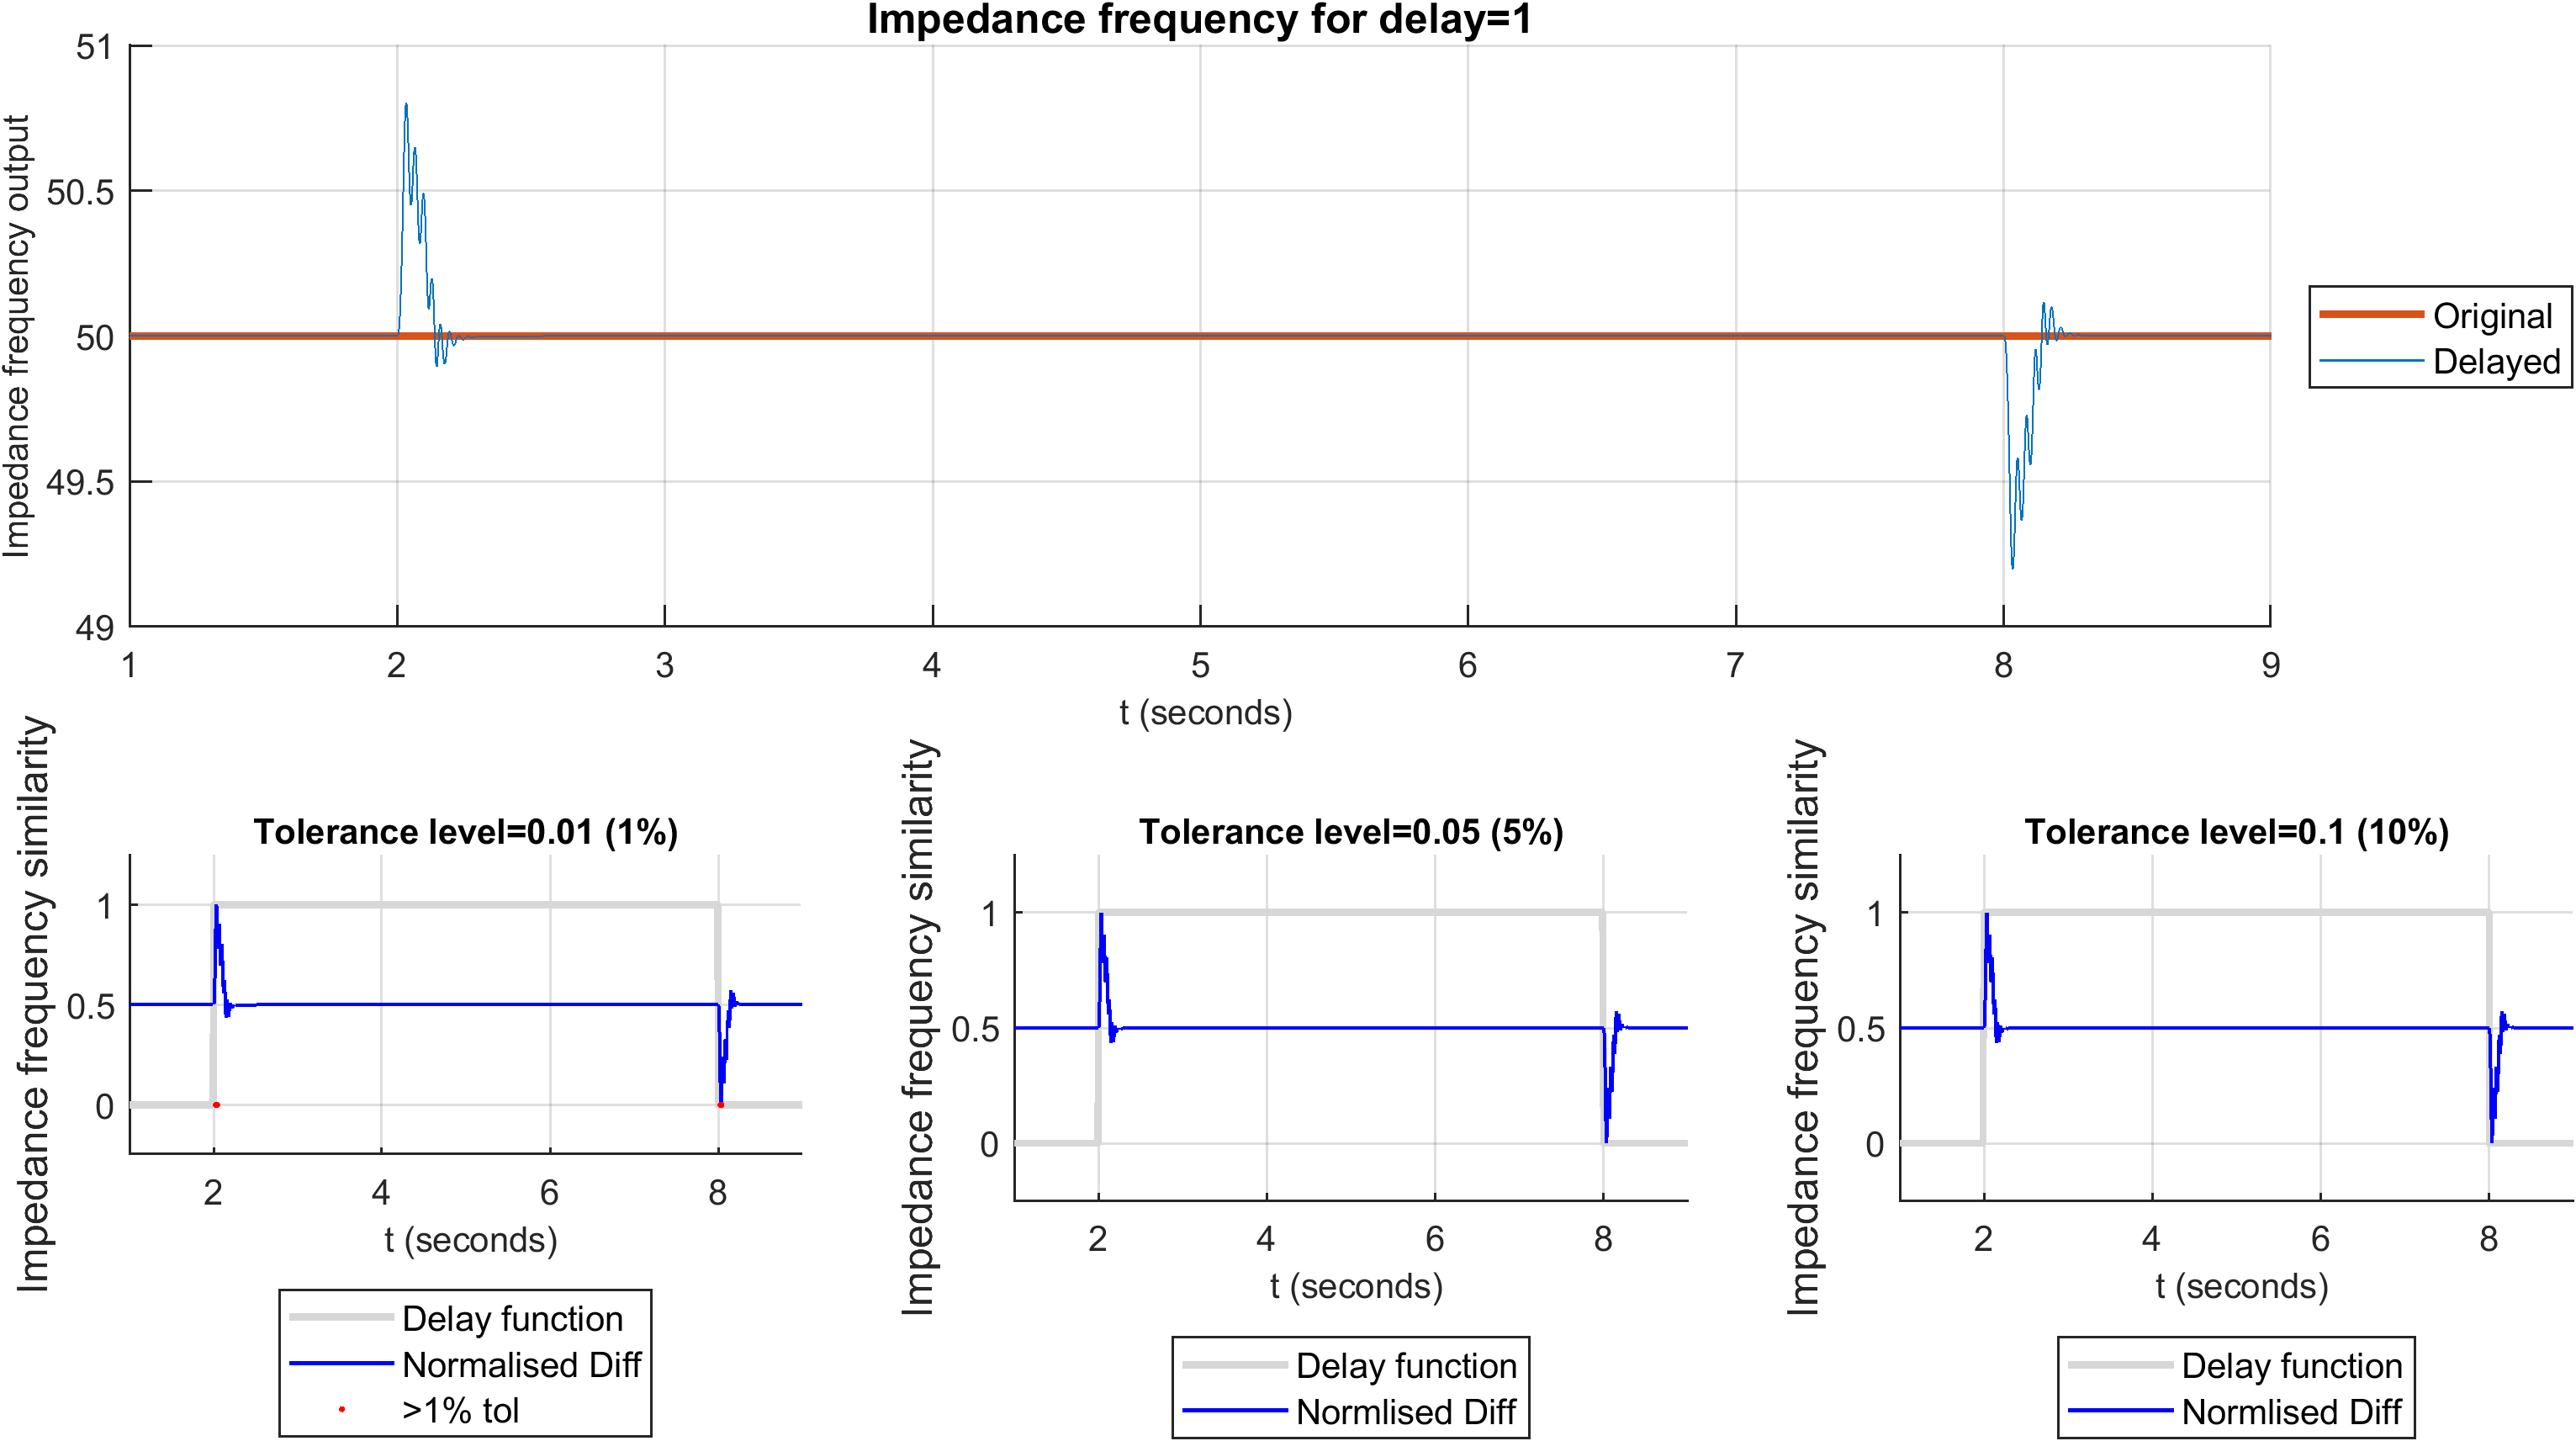 Impedance frequency for delay=1
Impedance frequency output
51
50.5
50
49.5
49
1 2 3 4 5 6 7 8 9
t (seconds)
Original
Delayed
Impedance frequency similarity
Tolerance level=0.01 (1%)
1
0.5
0
2 4 6 8
t (seconds)
Delay function
Normalised Diff
>1% tol
Impedance frequency similarity
Tolerance level=0.05 (5%)
1
0.5
0
2 4 6 8
t (seconds)
Delay function
Normlised Diff
Impedance frequency similarity
Tolerance level=0.1 (10%)
1
0.5
0
2 4 6 8
t (seconds)
Delay function
Normlised Diff